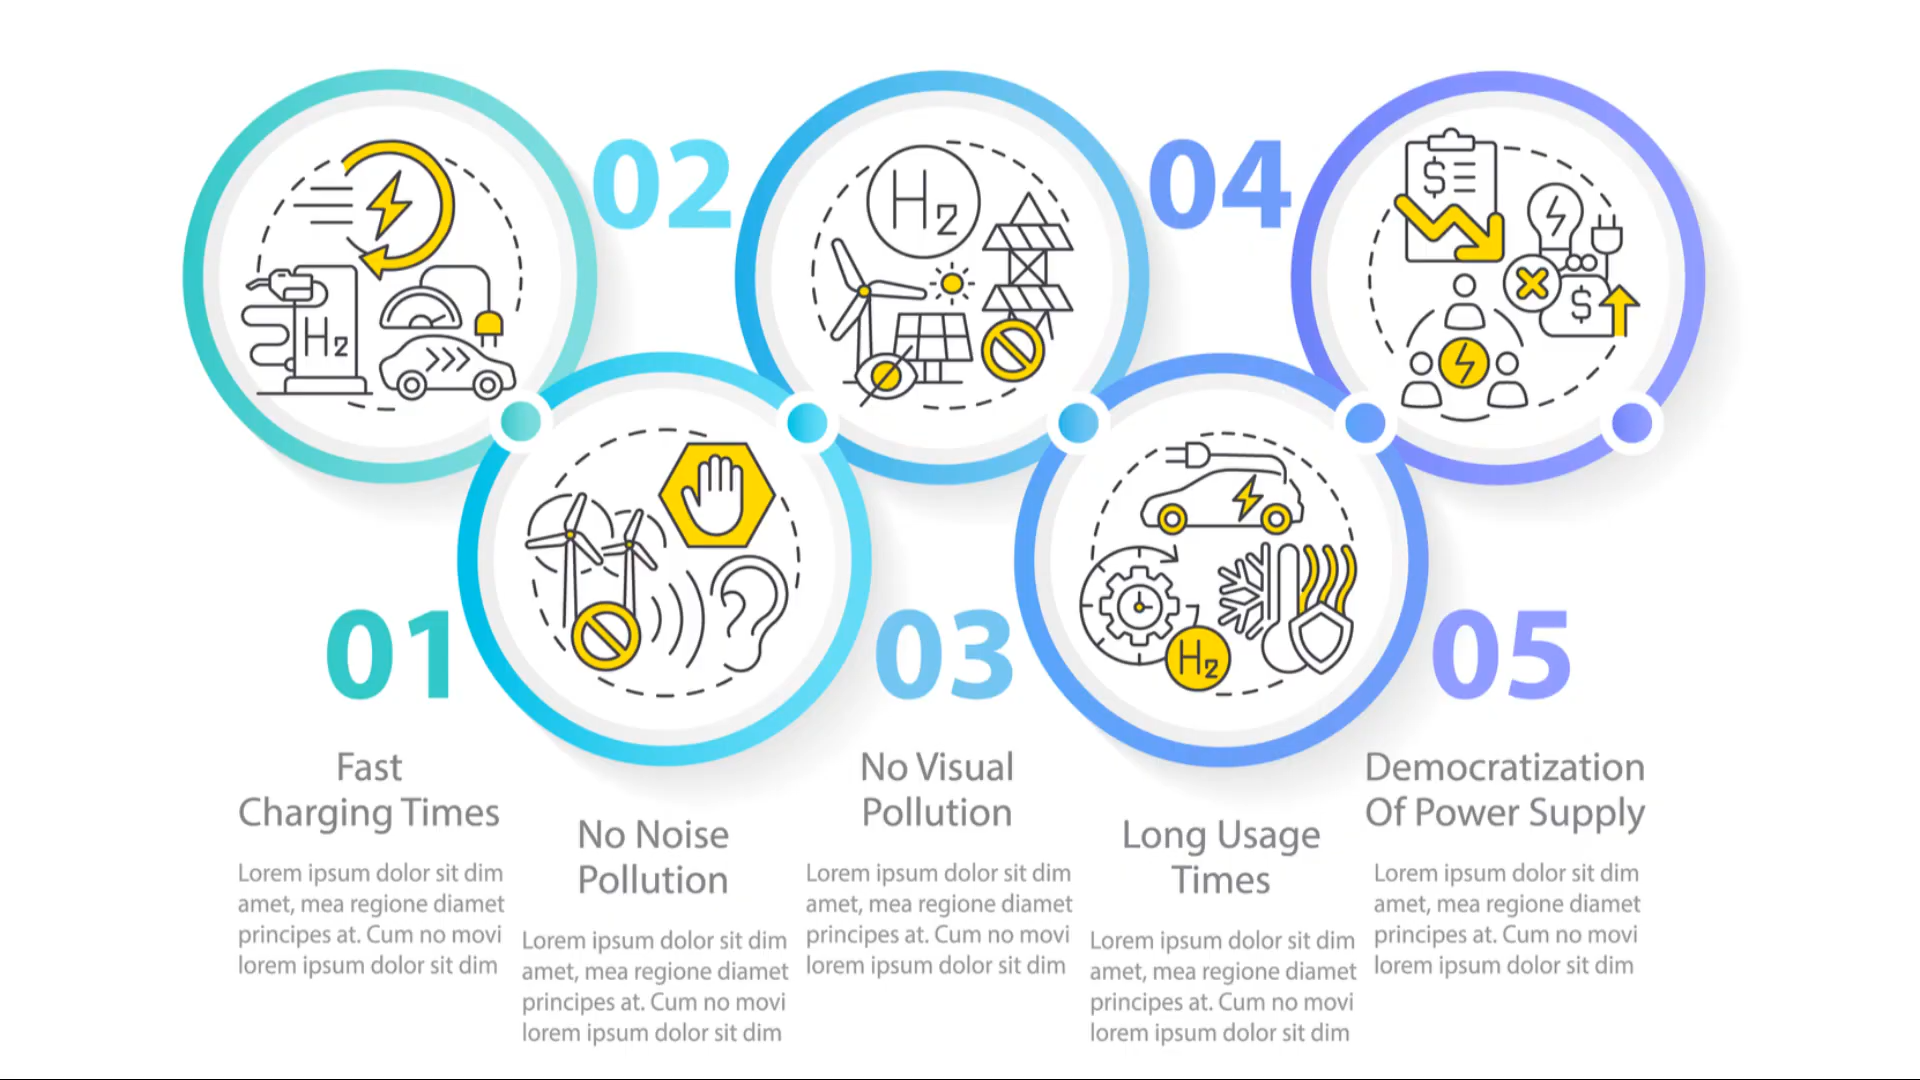 H2
H2
$
$
H2
02
04
01
03
05
Fast
Charging Times
Lorem ipsum dolor sit dim
amet, mea regione diamet
principes at. Cum no movi
lorem ipsum dolor sit dim
No Noise
Pollution
Lorem ipsum dolor sit dim
amet, mea regione diamet
principes at. Cum no movi
lorem ipsum dolor sit dim
No Visual
Pollution
Lorem ipsum dolor sit dim
amet, mea regione diamet
principes at. Cum no movi
lorem ipsum dolor sit dim
Long Usage
Times
Lorem ipsum dolor sit dim
amet, mea regione diamet
principes at. Cum no movi
lorem ipsum dolor sit dim
Democratization
Of Power Supply
Lorem ipsum dolor sit dim
amet, mea regione diamet
principes at. Cum no movi
lorem ipsum dolor sit dim